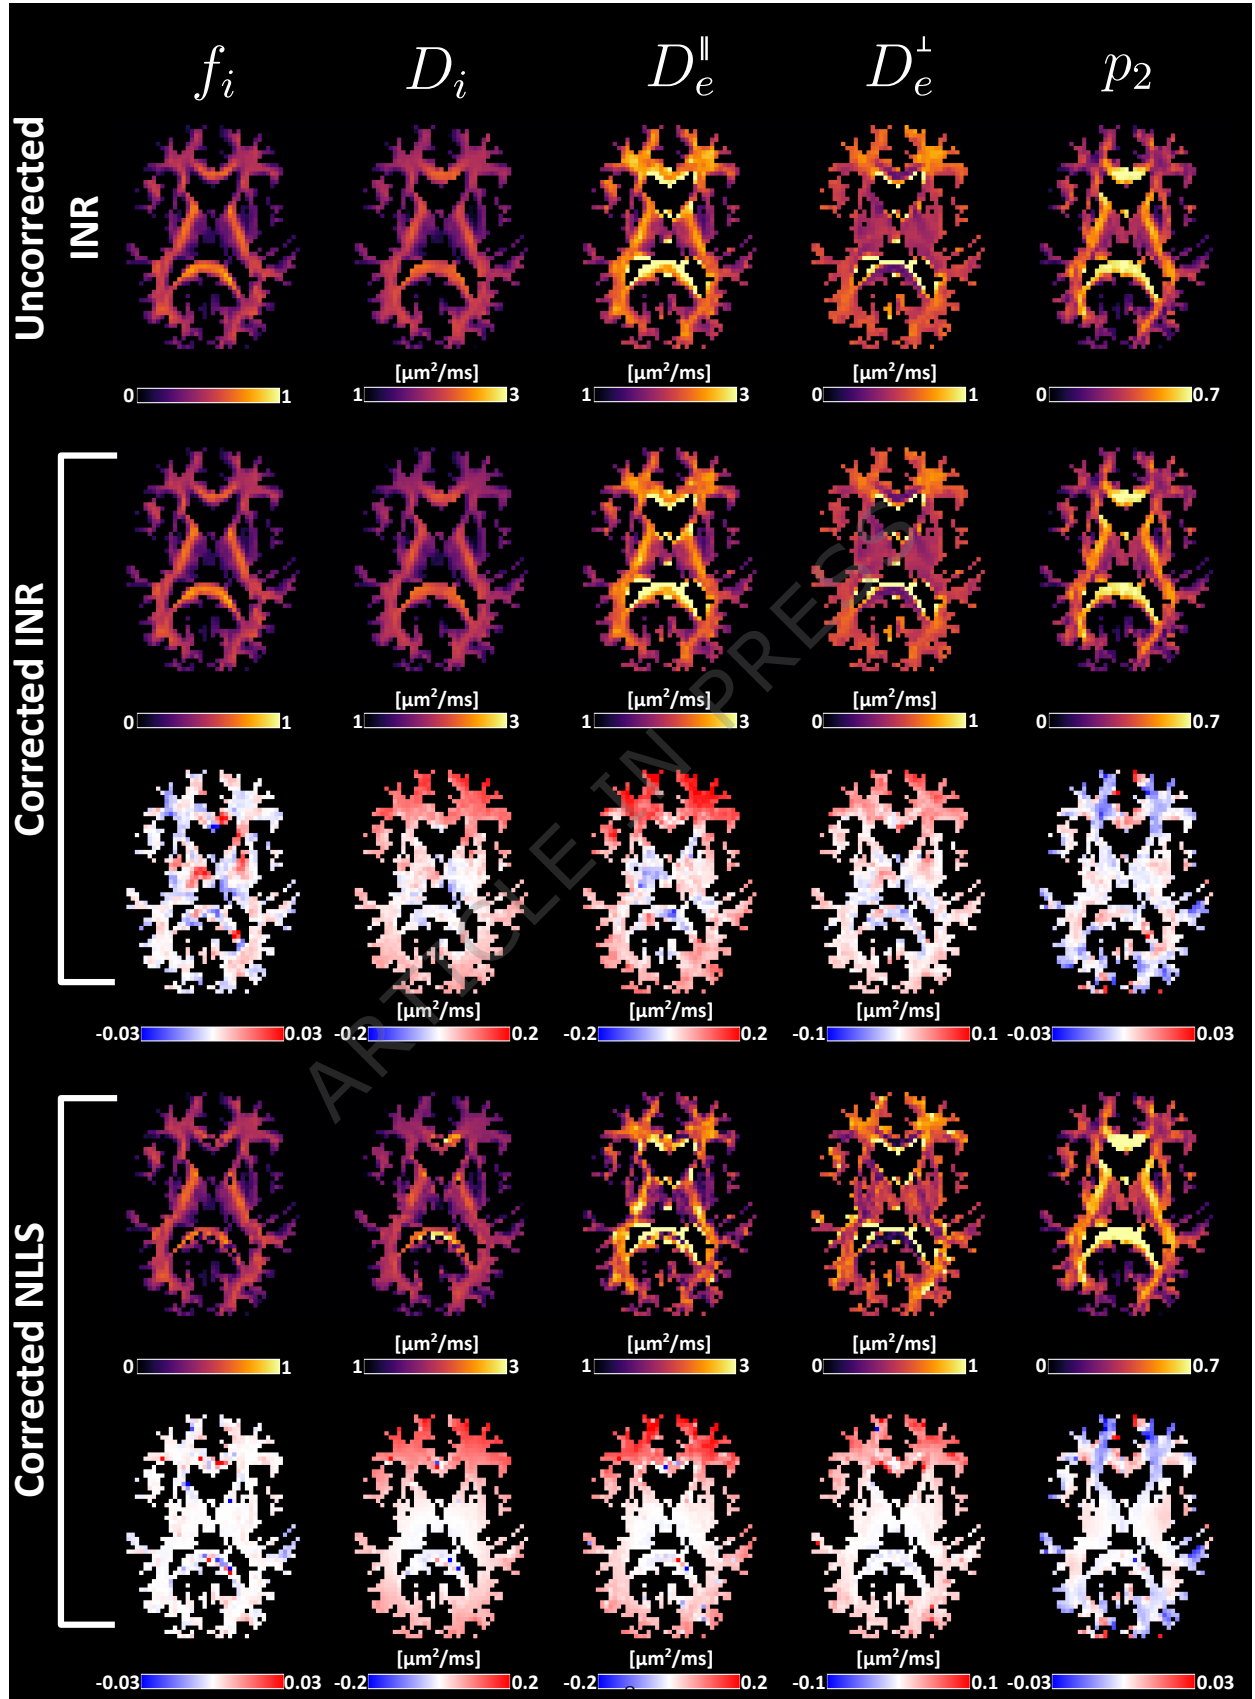 f_i D_i D_e^∥ D_e^⊥ p_2
Uncorrected
INR
[µm²/ms] [µm²/ms] [µm²/ms]
0 1 1 3 1 3 0 1 0 0.7
Corrected INR
[µm²/ms] [µm²/ms] [µm²/ms]
0 1 1 3 1 3 0 1 0 0.7
[µm²/ms] [µm²/ms] [µm²/ms]
-0.03 0.03 -0.2 0.2 -0.2 0.2 -0.1 0.1 -0.03 0.03
Corrected NLLS
[µm²/ms] [µm²/ms] [µm²/ms]
0 1 1 3 1 3 0 1 0 0.7
[µm²/ms] [µm²/ms] [µm²/ms]
-0.03 0.03 -0.2 0.2 -0.2 0.2 -0.1 0.1 -0.03 0.03
ARTICLE IN PRESS